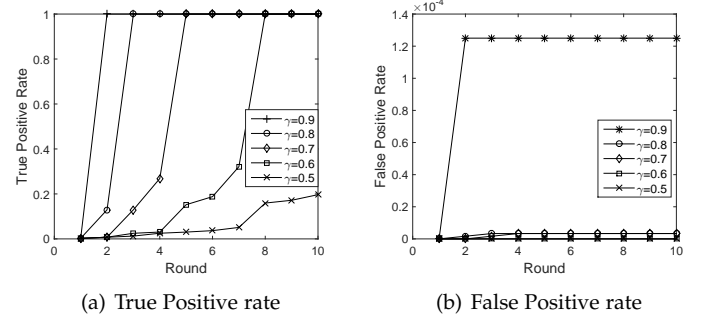 1
0.8
0.6
0.4
0.2
0
True Positive Rate
γ=0.9
γ=0.8
γ=0.7
γ=0.6
γ=0.5
0 2 4 6 8 10
Round
(a) True Positive rate
×10⁻⁴
1.4
1.2
1
0.8
0.6
0.4
0.2
0
False Positive Rate
γ=0.9
γ=0.8
γ=0.7
γ=0.6
γ=0.5
0 2 4 6 8 10
Round
(b) False Positive rate